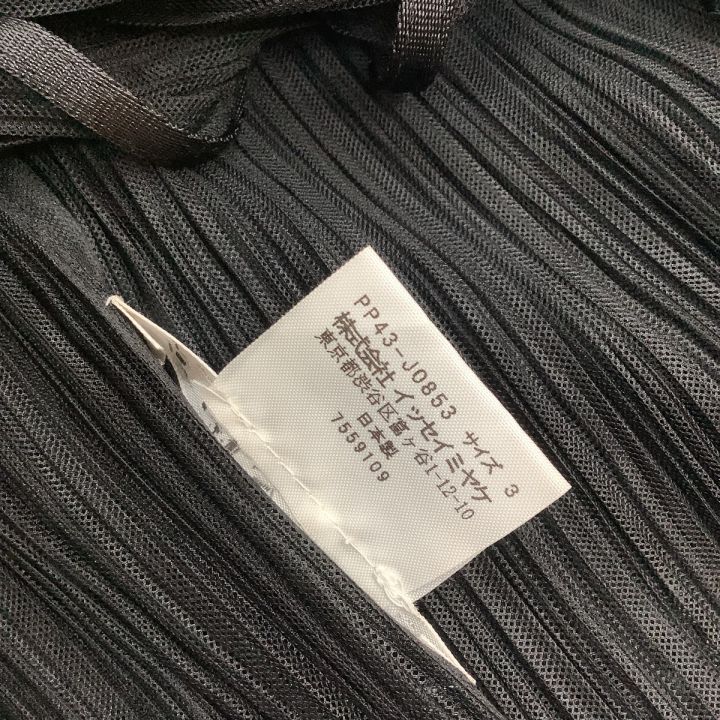 PP43-J0853 サイズ 3
株式会社イッセイミヤケ
東京都渋谷区富ヶ谷1-12-10
日本製
7559109